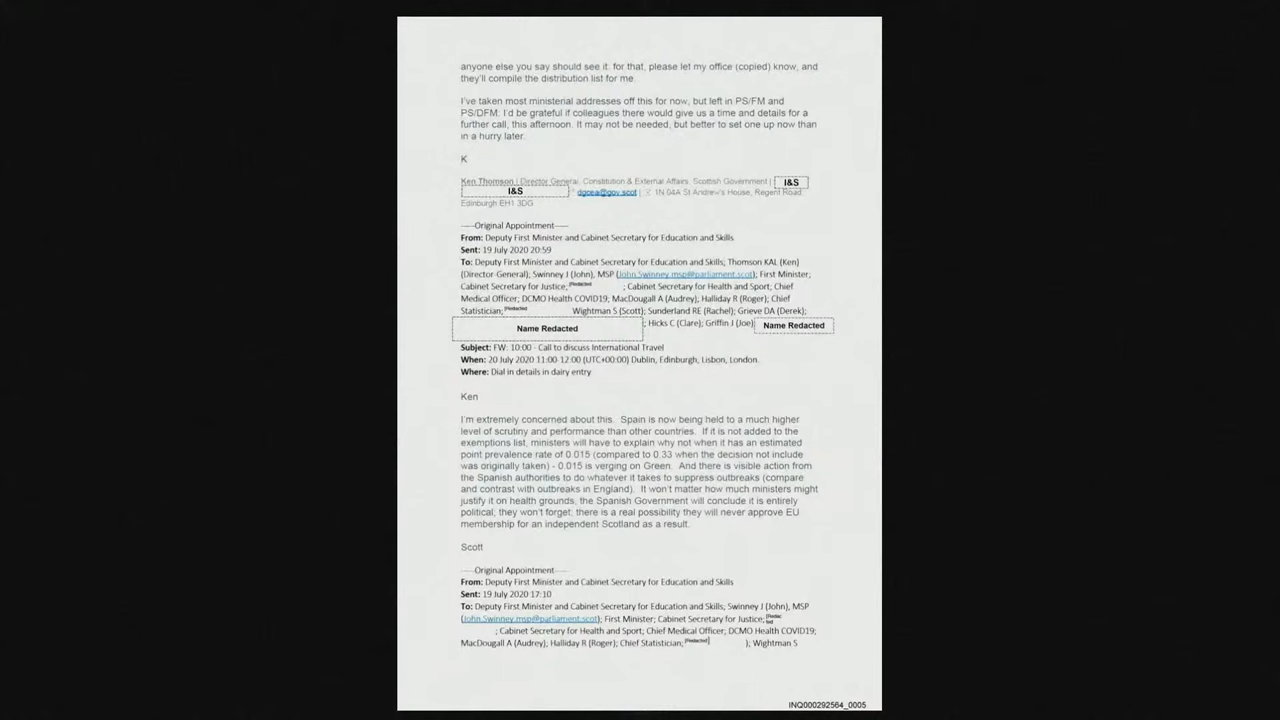 anyone else you say should see it: for that, please let my office (copied) know, and
they'll compile the distribution list for me.
I've taken most ministerial addresses off this for now, but left in PS/FM and
PS/DFM. I'd be grateful if colleagues there would give us a time and details for a
further call, this afternoon. It may not be needed, but better to set one up now than
in a hurry later.
K
Ken Thomson | Director General, Constitution & External Affairs, Scottish Government | I&S
I&S dgcea@gov.scot | 1N.04A St Andrew's House, Regent Road
Edinburgh EH1 3DG
-----Original Appointment-----
From: Deputy First Minister and Cabinet Secretary for Education and Skills
Sent: 19 July 2020 20:59
To: Deputy First Minister and Cabinet Secretary for Education and Skills; Thomson KAL (Ken)
(Director-General); Swinney J (John), MSP (John.Swinney.msp@parliament.scot); First Minister;
Cabinet Secretary for Justice; [Redacted ; Cabinet Secretary for Health and Sport; Chief
Medical Officer; DCMO Health COVID19; MacDougall A (Audrey); Halliday R (Roger); Chief
Statistician; [Redacted Wightman S (Scott); Sunderland RE (Rachel); Grieve DA (Derek);
Name Redacted ; Hicks C (Clare); Griffin J (Joe) Name Redacted
Subject: FW: 10:00 - Call to discuss International Travel
When: 20 July 2020 11:00-12:00 (UTC+00:00) Dublin, Edinburgh, Lisbon, London.
Where: Dial in details in dairy entry
Ken
I'm extremely concerned about this. Spain is now being held to a much higher
level of scrutiny and performance than other countries. If it is not added to the
exemptions list, ministers will have to explain why not when it has an estimated
point prevalence rate of 0.015 (compared to 0.33 when the decision not include
was originally taken) - 0.015 is verging on Green. And there is visible action from
the Spanish authorities to do whatever it takes to suppress outbreaks (compare
and contrast with outbreaks in England). It won't matter how much ministers might
justify it on health grounds, the Spanish Government will conclude it is entirely
political; they won't forget; there is a real possibility they will never approve EU
membership for an independent Scotland as a result.
Scott
-----Original Appointment-----
From: Deputy First Minister and Cabinet Secretary for Education and Skills
Sent: 19 July 2020 17:10
To: Deputy First Minister and Cabinet Secretary for Education and Skills; Swinney J (John), MSP
(John.Swinney.msp@parliament.scot); First Minister; Cabinet Secretary for Justice; [Redac
ted
; Cabinet Secretary for Health and Sport; Chief Medical Officer; DCMO Health COVID19;
MacDougall A (Audrey); Halliday R (Roger); Chief Statistician; [Redacted] ); Wightman S
INQ000292564_0005